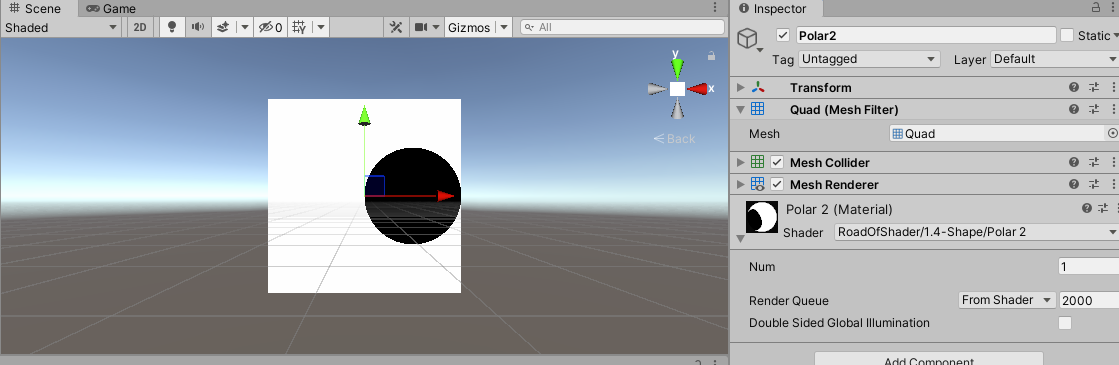 Scene Game
Shaded 2D 0 Gizmos All
y
x
Back
Inspector
Polar2 Static
Tag Untagged Layer Default
Transform
Quad (Mesh Filter)
Mesh Quad
Mesh Collider
Mesh Renderer
Polar 2 (Material)
Shader RoadOfShader/1.4-Shape/Polar 2
Num 1
Render Queue From Shader 2000
Double Sided Global Illumination
Add Component